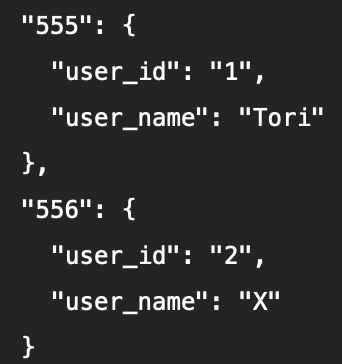 "555": {
  "user_id": "1",
  "user_name": "Tori"
},
"556": {
  "user_id": "2",
  "user_name": "X"
}